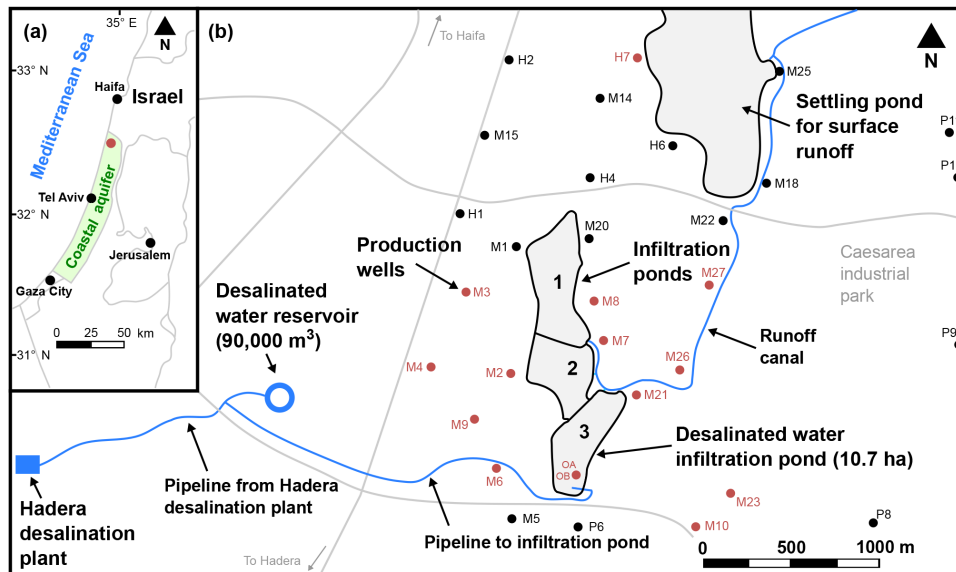 (a)
35° E
N
Mediterranean Sea
33° N
Haifa
Israel
Tel Aviv
32° N
Coastal aquifer
Jerusalem
Gaza City
0 25 50 km
31° N
(b)
To Haifa
N
H2
H7
M25
M14
Settling pond
for surface
runoff
P1
M15
H6
P1
H4
M18
H1
M20
M22
M1
Production
wells
Infiltration
ponds
Caesarea
industrial
park
1
M27
M3
M8
Desalinated
water reservoir
(90,000 m³)
M7
Runoff
canal
P9
M4
M2
2
M26
M21
M9
3
Desalinated water
infiltration pond (10.7 ha)
OA
OB
M6
Pipeline from Hadera
desalination plant
M23
Hadera
desalination
plant
M5
P6
M10
P8
Pipeline to infiltration pond
To Hadera
0 500 1000 m